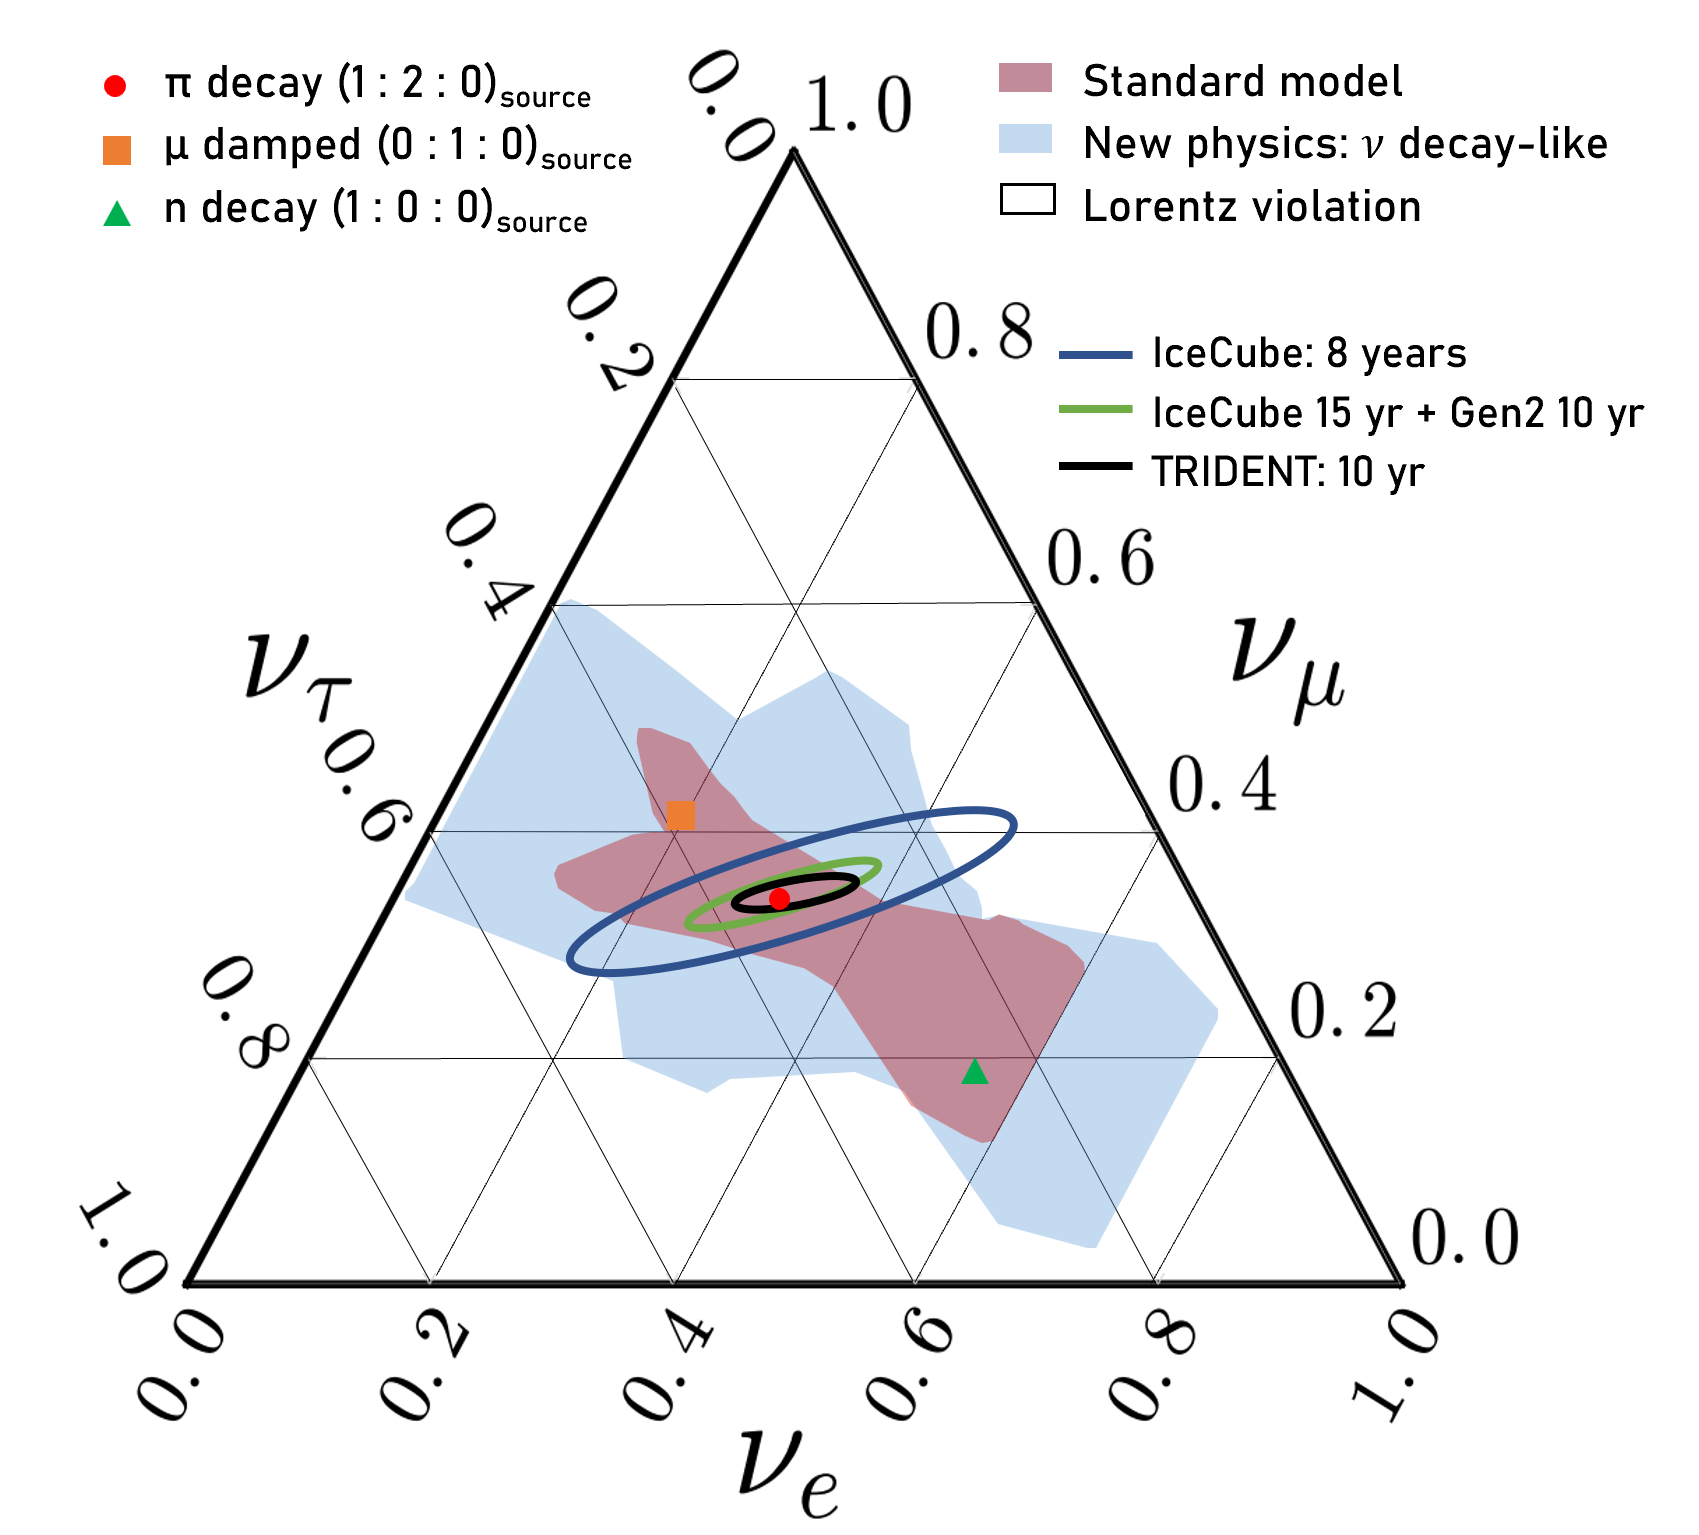 π decay (1 : 2 : 0)source
μ damped (0 : 1 : 0)source
n decay (1 : 0 : 0)source
Standard model
New physics: ν decay-like
Lorentz violation
IceCube: 8 years
IceCube 15 yr + Gen2 10 yr
TRIDENT: 10 yr
0.0
0.2
0.4
0.6
0.8
1.0
ντ
1.0
0.8
0.6
0.4
0.2
0.0
νμ
0.0
0.2
0.4
0.6
0.8
1.0
νe